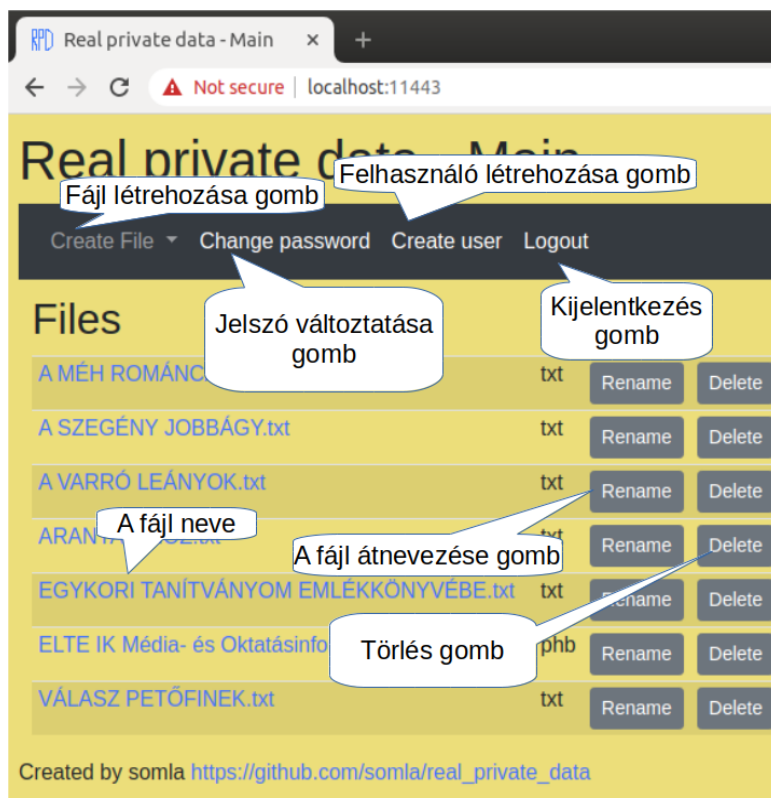 RPD Real private data - Main × +
Not secure | localhost:11443
Real private data - Main
Fájl létrehozása gomb
Felhasználó létrehozása gomb
Create File Change password Create user Logout
Files
Jelszó változtatása
gomb
Kijelentkezés
gomb
A MÉH ROMÁNC txt Rename Delete
A SZEGÉNY JOBBÁGY.txt txt Rename Delete
A VARRÓ LEÁNYOK.txt txt Rename Delete
A fájl neve
ARANY txt Rename Delete
A fájl átnevezése gomb
EGYKORI TANÍTVÁNYOM EMLÉKKÖNYVÉBE.txt txt Rename Delete
Törlés gomb
ELTE IK Média- és Oktatásinfo phb Rename Delete
VÁLASZ PETŐFINEK.txt txt Rename Delete
Created by somla https://github.com/somla/real_private_data